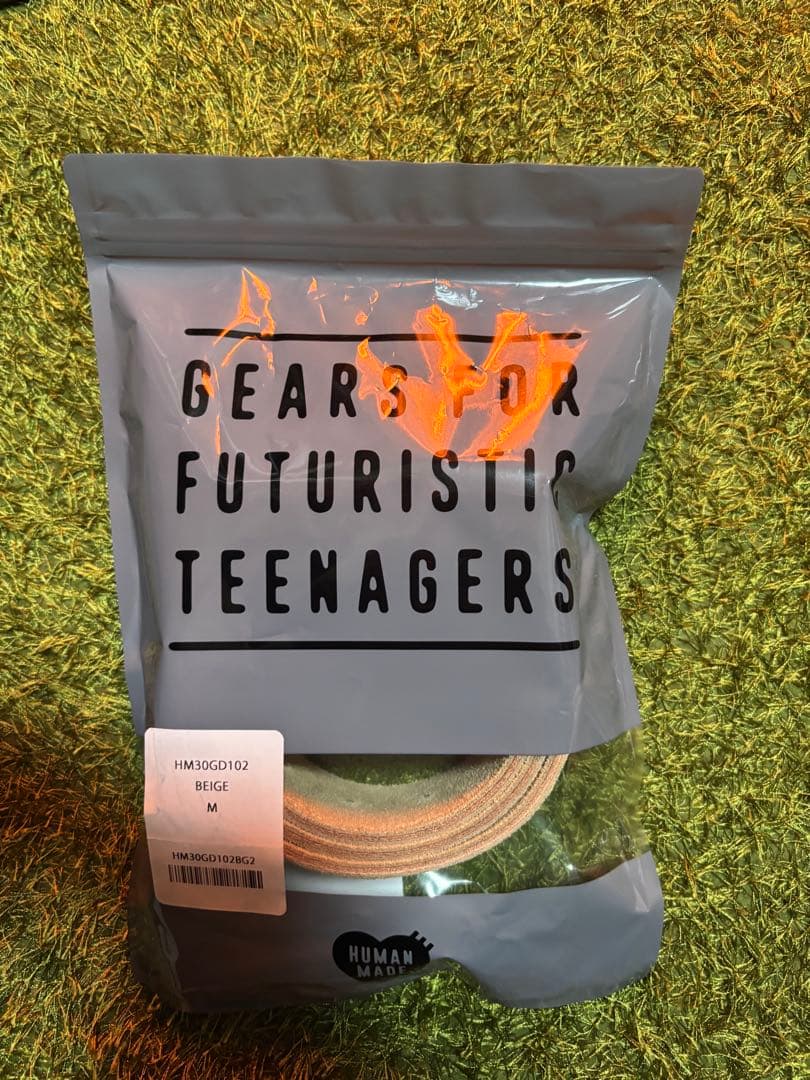 GEARS FOR
FUTURISTIC
TEENAGERS
HM30GD102
BEIGE
M
HM30GD102BG2
HUMAN
MADE